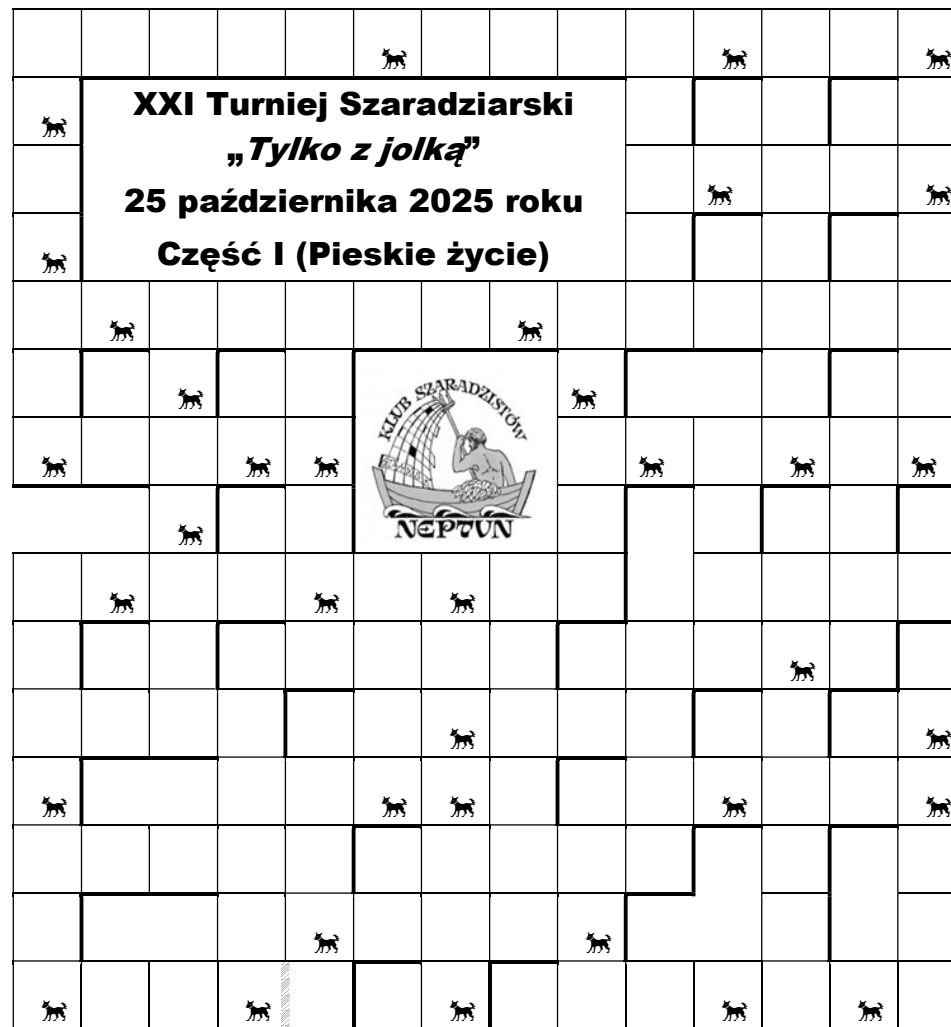 XXI Turniej Szaradziarski
„Tylko z jolką”
25 października 2025 roku
Część I (Pieskie życie)
KLUB SZARADZISTÓW
NEPTUN